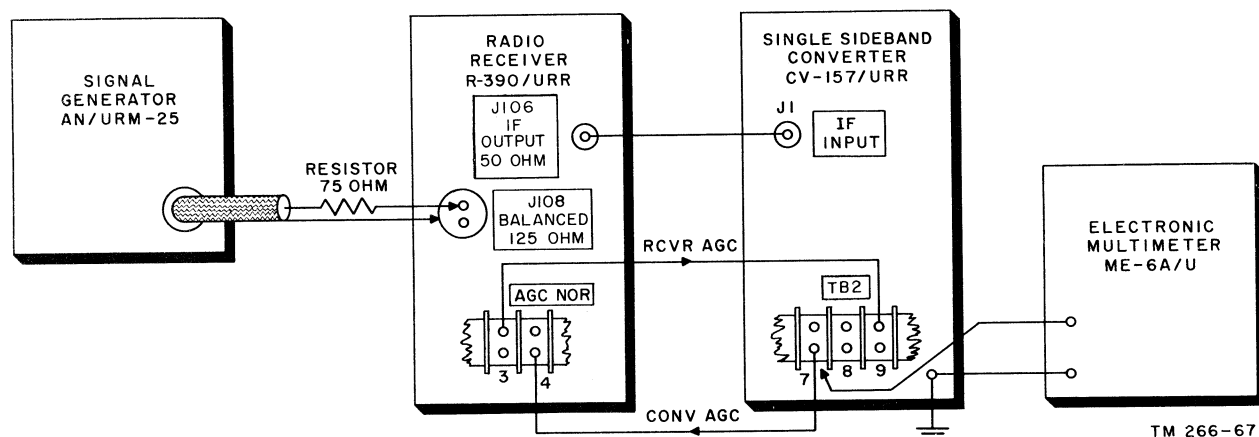 SIGNAL
GENERATOR
AN/URM-25
RESISTOR
75 OHM
RADIO
RECEIVER
R-390/URR
J106
IF
OUTPUT
50 OHM
J108
BALANCED
125 OHM
AGC NOR
3 4
RCVR AGC
CONV AGC
SINGLE SIDEBAND
CONVERTER
CV-157/URR
J1
IF
INPUT
TB2
7 8 9
ELECTRONIC
MULTIMETER
ME-6A/U
TM 266-67